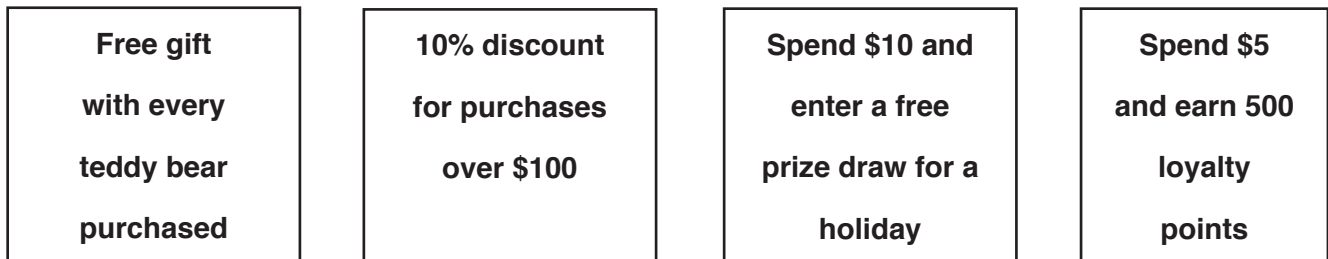 Free gift
with every
teddy bear
purchased
10% discount
for purchases
over $100
Spend $10 and
enter a free
prize draw for a
holiday
Spend $5
and earn 500
loyalty
points